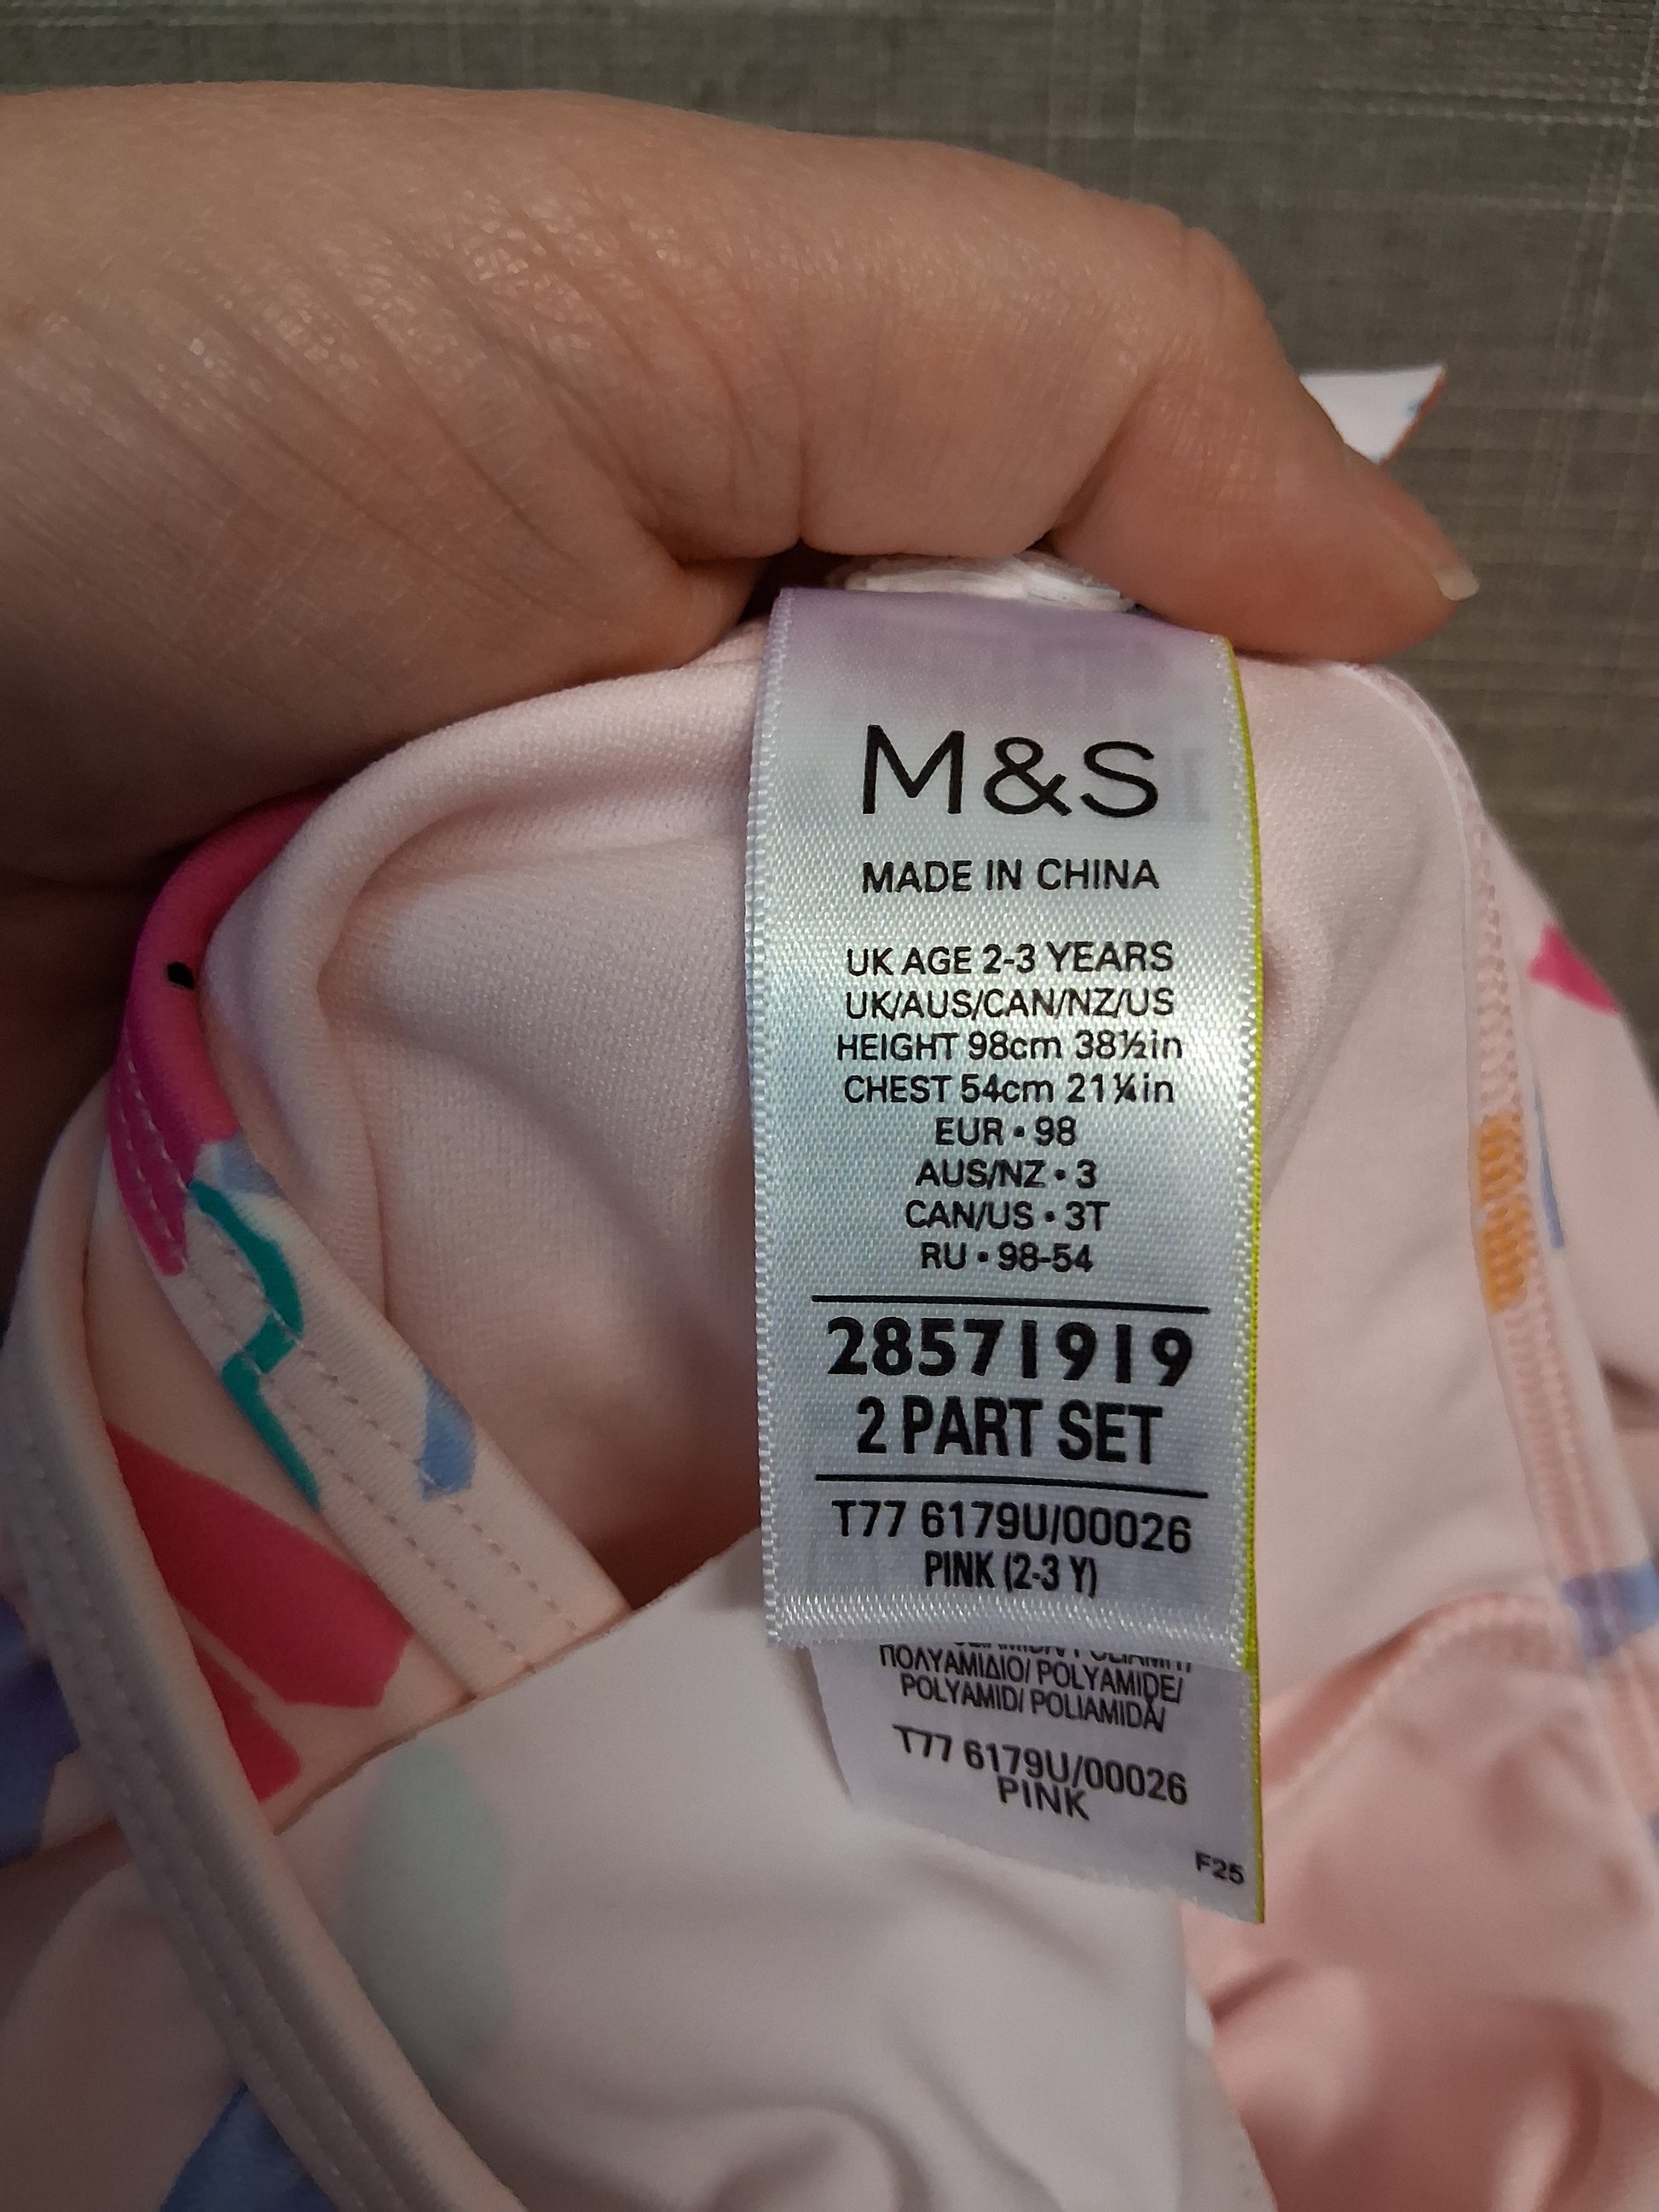 M&S
MADE IN CHINA
UK AGE 2-3 YEARS
UK/AUS/CAN/NZ/US
HEIGHT 98cm 38½in
CHEST 54cm 21¼in
EUR • 98
AUS/NZ • 3
CAN/US • 3T
RU • 98-54
28571919
2 PART SET
T77 6179U/00026
PINK (2-3 Y)
ΠΟΛΥΑΜΙΔΙΟ/ POLYAMIDE/
POLYAMID/ POLIAMIDA/
T77 6179U/00026
PINK
F25